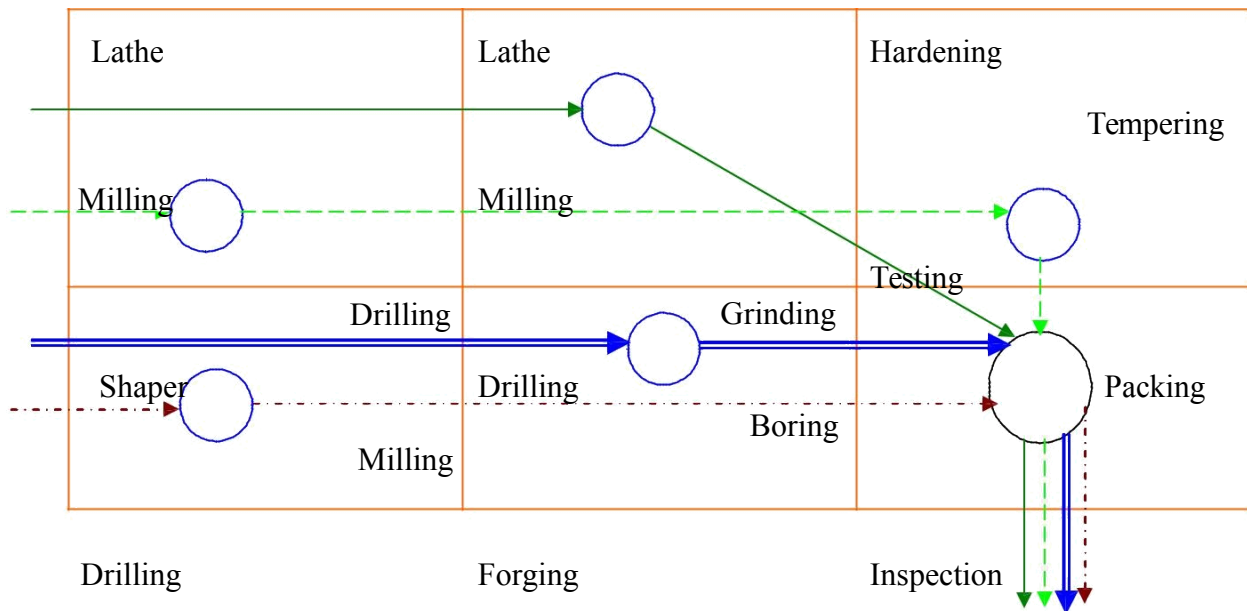 Lathe Lathe Hardening
Tempering
Milling Milling
Testing
Drilling Grinding
Shaper Drilling Packing
Boring
Milling
Drilling Forging Inspection